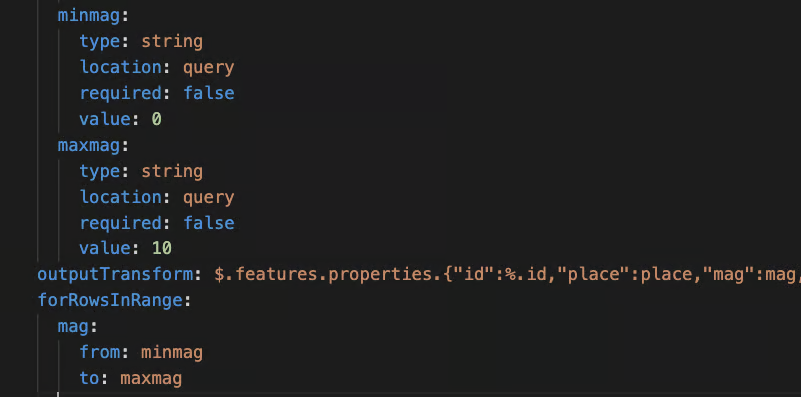 minmag:
type: string
location: query
required: false
value: 0
maxmag:
type: string
location: query
required: false
value: 10
outputTransform: $.features.properties.{"id":%.id,"place":place,"mag":mag,
forRowsInRange:
mag:
from: minmag
to: maxmag